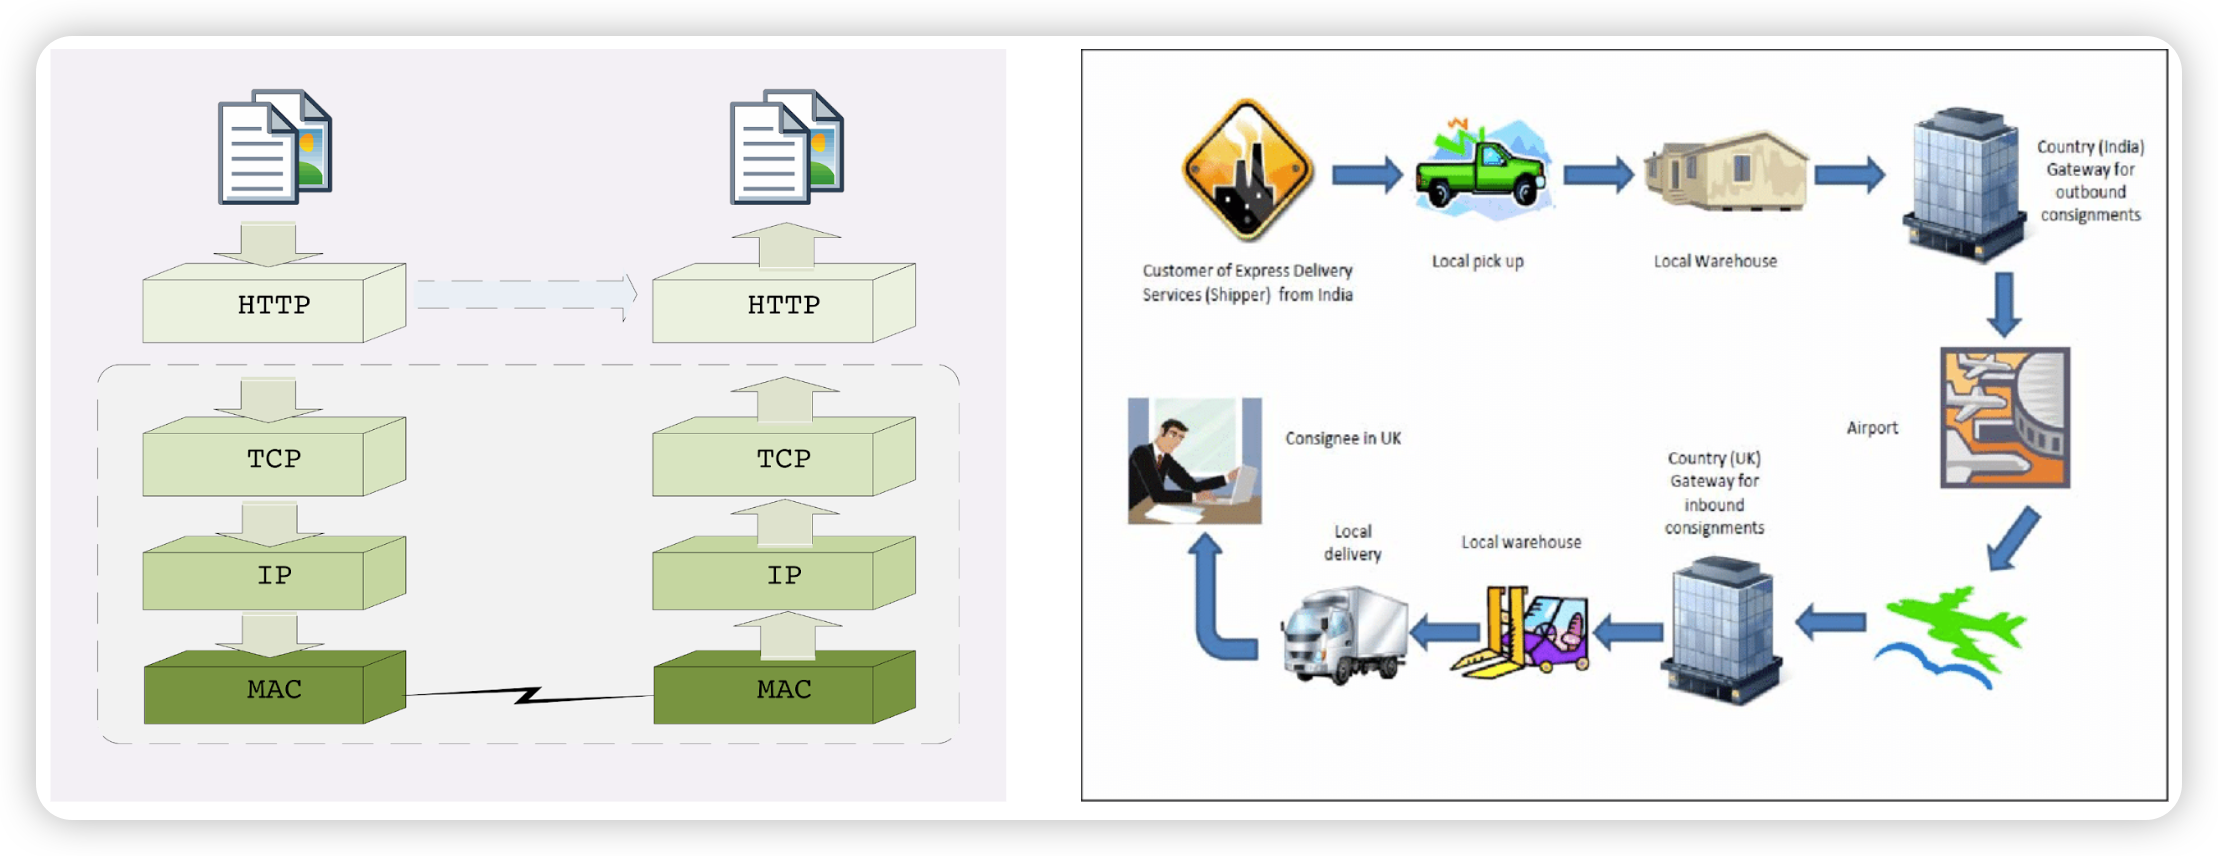 HTTP
HTTP
TCP
TCP
IP
IP
MAC
MAC
Customer of Express Delivery
Services (Shipper) from India
Local pick up
Local Warehouse
Country (India)
Gateway for
outbound
consignments
Airport
Country (UK)
Gateway for
inbound
consignments
Local warehouse
Local
delivery
Consignee in UK